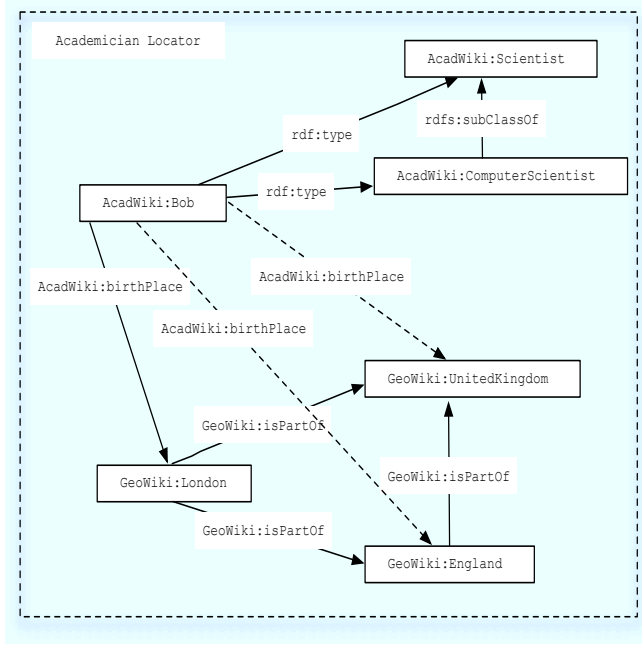 Academician Locator
AcadWiki:Scientist
rdf:type
rdfs:subClassOf
AcadWiki:ComputerScientist
rdf:type
AcadWiki:Bob
AcadWiki:birthPlace
AcadWiki:birthPlace
AcadWiki:birthPlace
GeoWiki:UnitedKingdom
GeoWiki:isPartOf
GeoWiki:isPartOf
GeoWiki:London
GeoWiki:isPartOf
GeoWiki:England